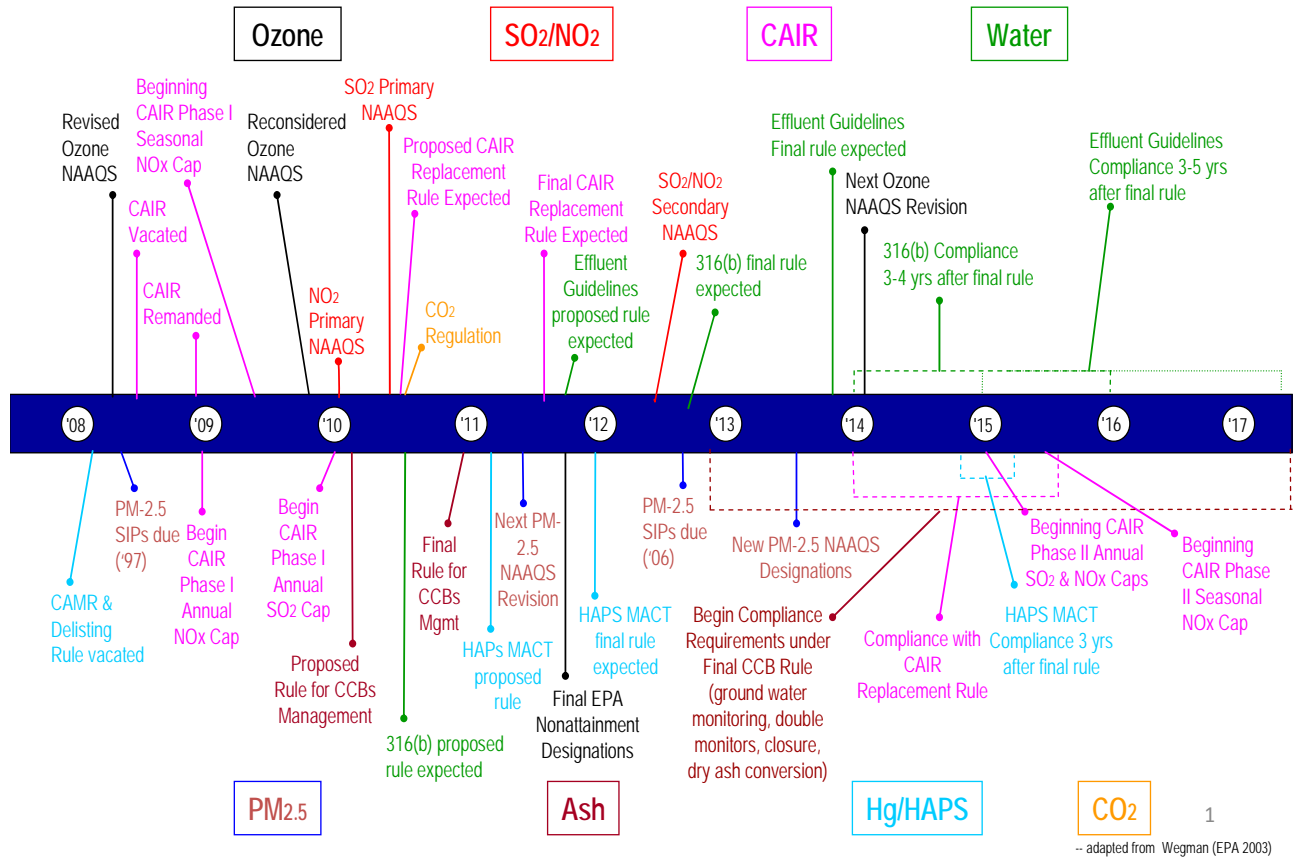 Ozone
SO2/NO2
CAIR
Water
Revised
Ozone
NAAQS
Beginning
CAIR Phase I
Seasonal
NOx Cap
CAIR
Vacated
CAIR
Remanded
Reconsidered
Ozone
NAAQS
NO2
Primary
NAAQS
SO2 Primary
NAAQS
Proposed CAIR
Replacement
Rule Expected
CO2
Regulation
Final CAIR
Replacement
Rule Expected
Effluent
Guidelines
proposed rule
expected
SO2/NO2
Secondary
NAAQS
316(b) final rule
expected
Effluent Guidelines
Final rule expected
Next Ozone
NAAQS Revision
316(b) Compliance
3-4 yrs after final rule
Effluent Guidelines
Compliance 3-5 yrs
after final rule
'08
'09
'10
'11
'12
'13
'14
'15
'16
'17
CAMR &
Delisting
Rule vacated
PM-2.5
SIPs due
('97)
Begin
CAIR
Phase I
Annual
NOx Cap
Begin
CAIR
Phase I
Annual
SO2 Cap
Proposed
Rule for CCBs
Management
316(b) proposed
rule expected
Final
Rule for
CCBs
Mgmt
HAPs MACT
proposed
rule
Next PM-
2.5
NAAQS
Revision
Final EPA
Nonattainment
Designations
HAPS MACT
final rule
expected
PM-2.5
SIPs due
('06)
New PM-2.5 NAAQS
Designations
Begin Compliance
Requirements under
Final CCB Rule
(ground water
monitoring, double
monitors, closure,
dry ash conversion)
Compliance with
CAIR
Replacement Rule
Beginning CAIR
Phase II Annual
SO2 & NOx Caps
HAPS MACT
Compliance 3 yrs
after final rule
Beginning
CAIR Phase
II Seasonal
NOx Cap
PM2.5
Ash
Hg/HAPS
CO2
1
-- adapted from Wegman (EPA 2003)